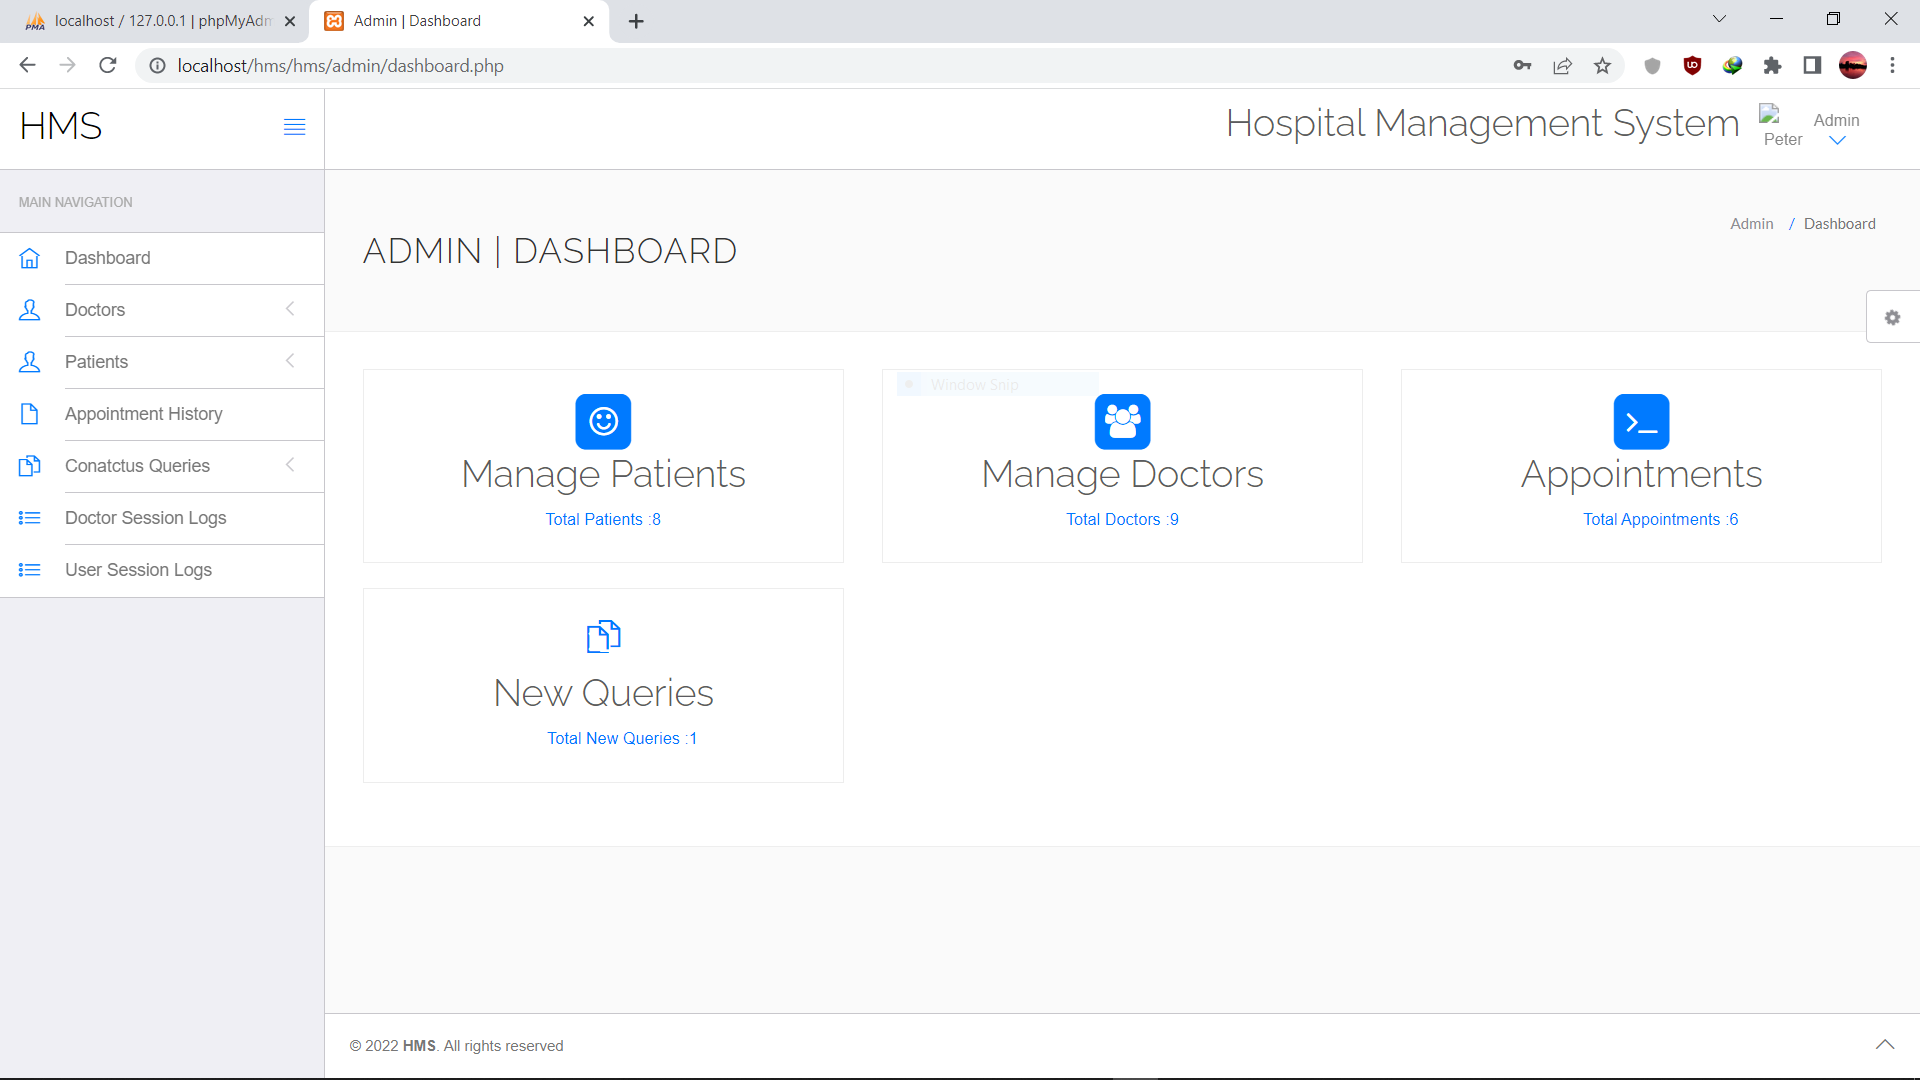 localhost / 127.0.0.1 | phpMyAdm
Admin | Dashboard
localhost/hms/hms/admin/dashboard.php
HMS
Hospital Management System
Peter
Admin
MAIN NAVIGATION
Dashboard
Doctors
Patients
Appointment History
Conatctus Queries
Doctor Session Logs
User Session Logs
ADMIN | DASHBOARD
Admin / Dashboard
Window Snip
Manage Patients
Total Patients :8
Manage Doctors
Total Doctors :9
Appointments
Total Appointments :6
New Queries
Total New Queries :1
© 2022 HMS. All rights reserved